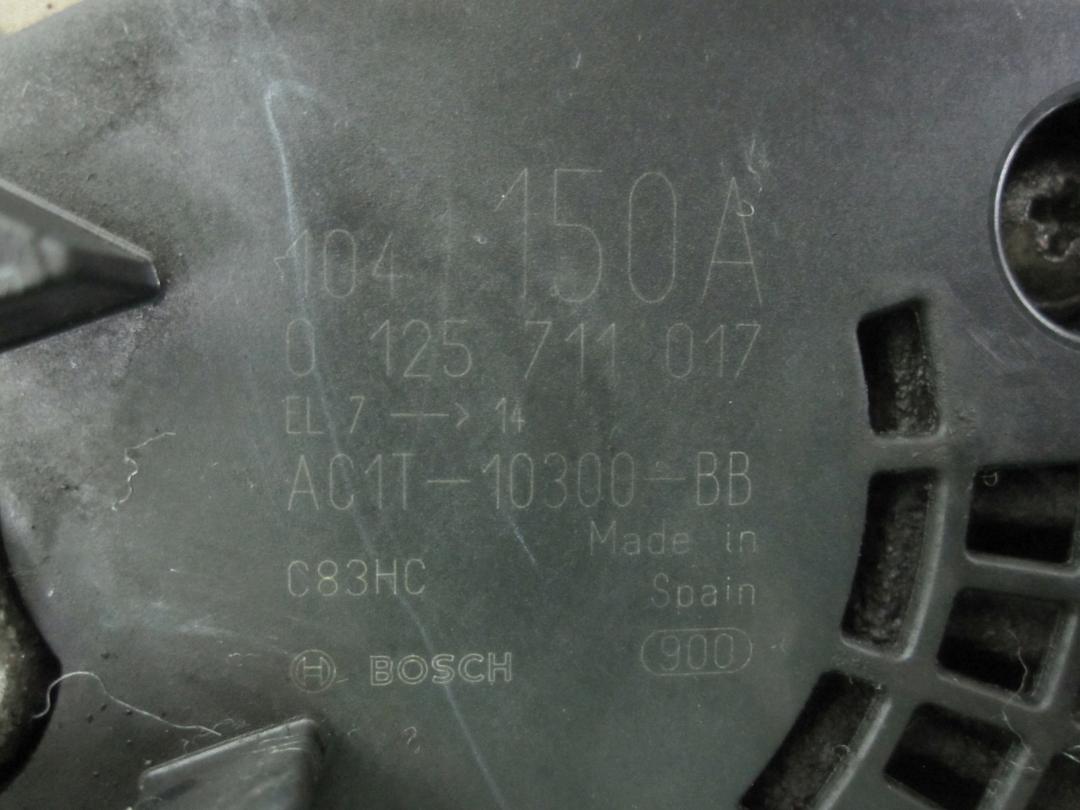 104 150A
0 125 711 017
EL 7 —> 14
AC1T-10300-BB
Made in
C83HC
Spain
H BOSCH 900